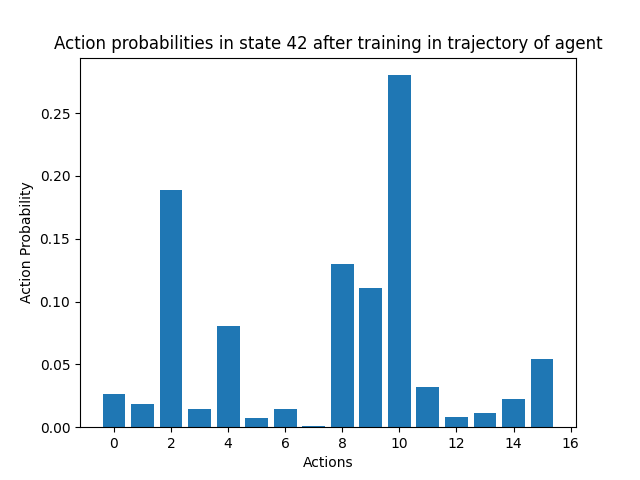 Action probabilities in state 42 after training in trajectory of agent
0.25
0.20
0.15
0.10
0.05
0.00
Action Probability
0 2 4 6 8 10 12 14 16
Actions